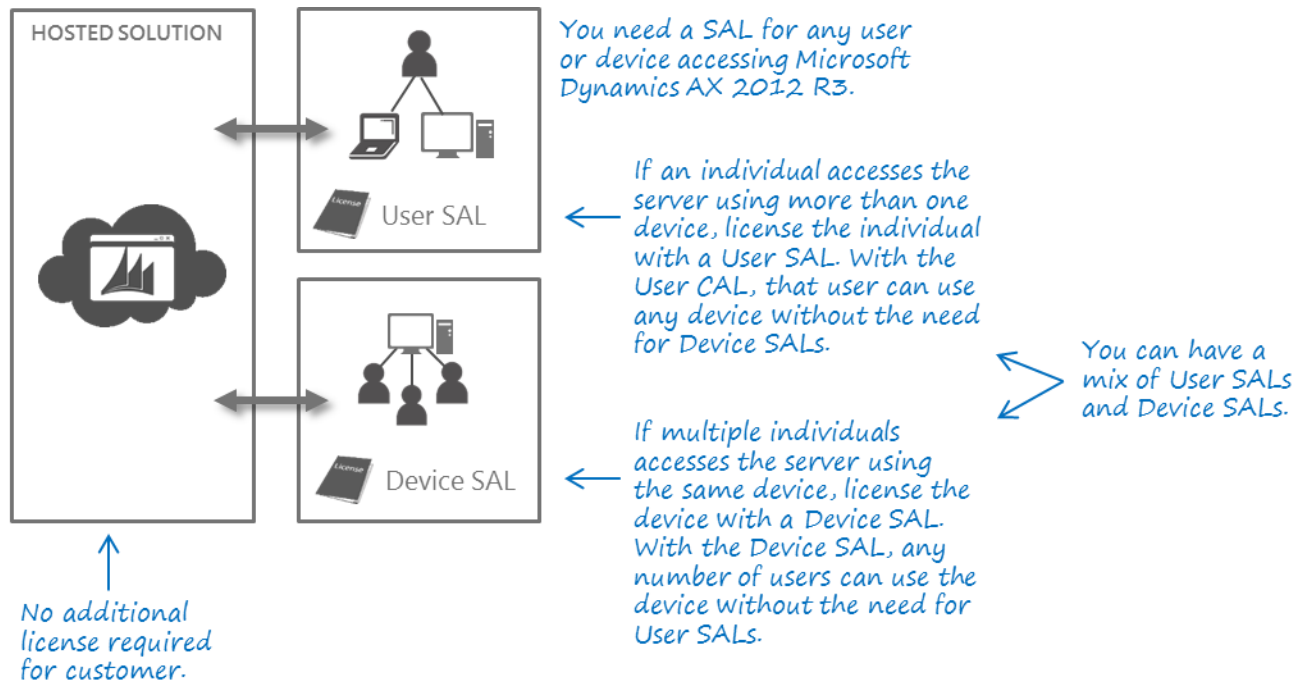 HOSTED SOLUTION
You need a SAL for any user
or device accessing Microsoft
Dynamics AX 2012 R3.
License
User SAL
If an individual accesses the
server using more than one
device, license the individual
with a User SAL. With the
User CAL, that user can use
any device without the need
for Device SALs.
You can have a
mix of User SALs
and Device SALs.
License
Device SAL
If multiple individuals
accesses the server using
the same device, license the
device with a Device SAL.
With the Device SAL, any
number of users can use the
device without the need for
User SALs.
No additional
license required
for customer.